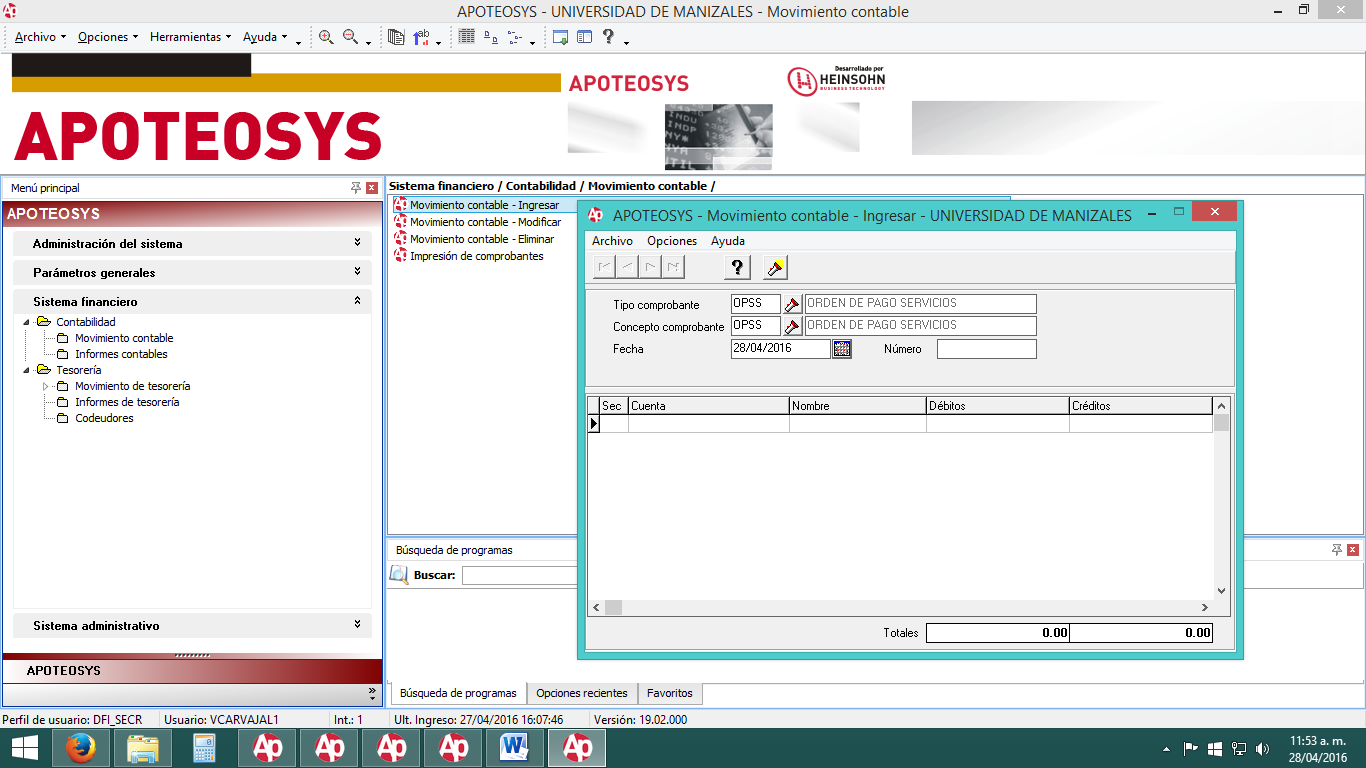 APOTEOSYS - UNIVERSIDAD DE MANIZALES - Movimiento contable
Archivo Opciones Herramientas Ayuda
APOTEOSYS
APOTEOSYS
Desarrollado por
HEINSOHN
BUSINESS TECHNOLOGY
Menú principal
APOTEOSYS
Administración del sistema
Parámetros generales
Sistema financiero
Contabilidad
Movimiento contable
Informes contables
Tesorería
Movimiento de tesorería
Informes de tesorería
Codeudores
Sistema administrativo
APOTEOSYS
Sistema financiero / Contabilidad / Movimiento contable /
Movimiento contable - Ingresar
Movimiento contable - Modificar
Movimiento contable - Eliminar
Impresión de comprobantes
APOTEOSYS - Movimiento contable - Ingresar - UNIVERSIDAD DE MANIZALES
Archivo Opciones Ayuda
Tipo comprobante OPSS ORDEN DE PAGO SERVICIOS
Concepto comprobante OPSS ORDEN DE PAGO SERVICIOS
Fecha 28/04/2016 Número
Sec Cuenta Nombre Débitos Créditos
Totales 0.00 0.00
Búsqueda de programas
Buscar:
Búsqueda de programas Opciones recientes Favoritos
Perfil de usuario: DFI_SECR Usuario: VCARVAJAL1 Int.: 1 Ult. Ingreso: 27/04/2016 16:07:46 Versión: 19.02.000
11:53 a. m.
28/04/2016